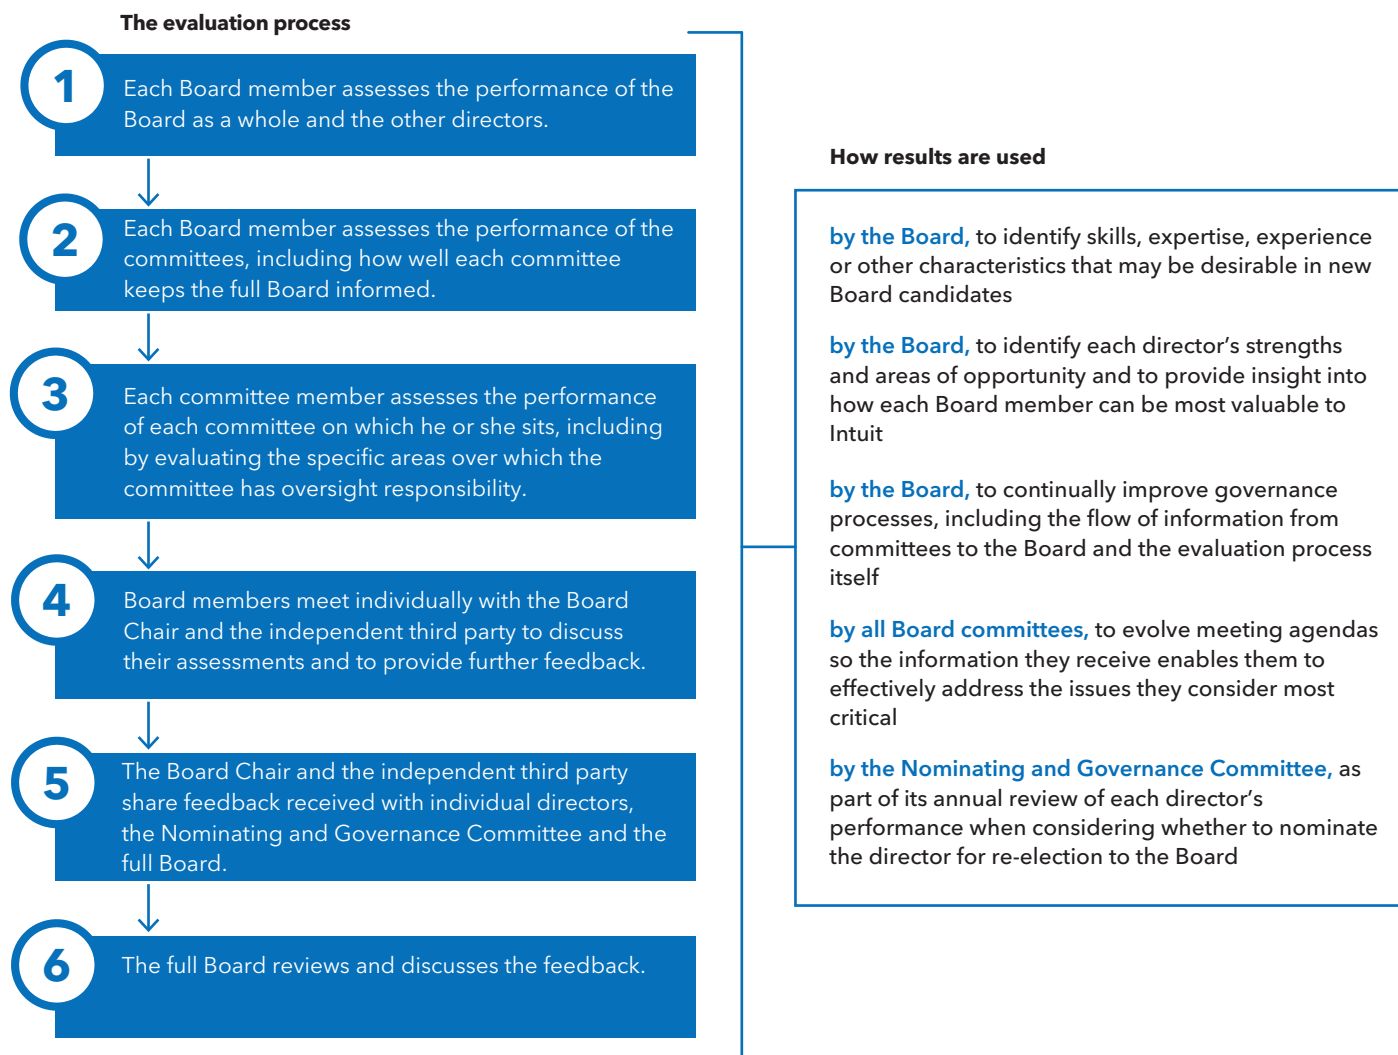 The evaluation process
1
Each Board member assesses the performance of the
Board as a whole and the other directors.
2
Each Board member assesses the performance of the
committees, including how well each committee
keeps the full Board informed.
3
Each committee member assesses the performance
of each committee on which he or she sits, including
by evaluating the specific areas over which the
committee has oversight responsibility.
4
Board members meet individually with the Board
Chair and the independent third party to discuss
their assessments and to provide further feedback.
5
The Board Chair and the independent third party
share feedback received with individual directors,
the Nominating and Governance Committee and the
full Board.
6
The full Board reviews and discusses the feedback.
How results are used
by the Board, to identify skills, expertise, experience
or other characteristics that may be desirable in new
Board candidates
by the Board, to identify each director’s strengths
and areas of opportunity and to provide insight into
how each Board member can be most valuable to
Intuit
by the Board, to continually improve governance
processes, including the flow of information from
committees to the Board and the evaluation process
itself
by all Board committees, to evolve meeting agendas
so the information they receive enables them to
effectively address the issues they consider most
critical
by the Nominating and Governance Committee, as
part of its annual review of each director’s
performance when considering whether to nominate
the director for re-election to the Board